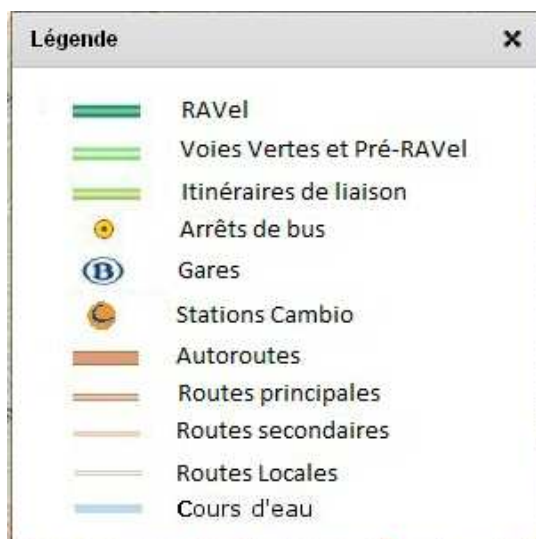 Légende
RAVel
Voies Vertes et Pré-RAVel
Itinéraires de liaison
Arrêts de bus
B Gares
Stations Cambio
Autoroutes
Routes principales
Routes secondaires
Routes Locales
Cours d'eau